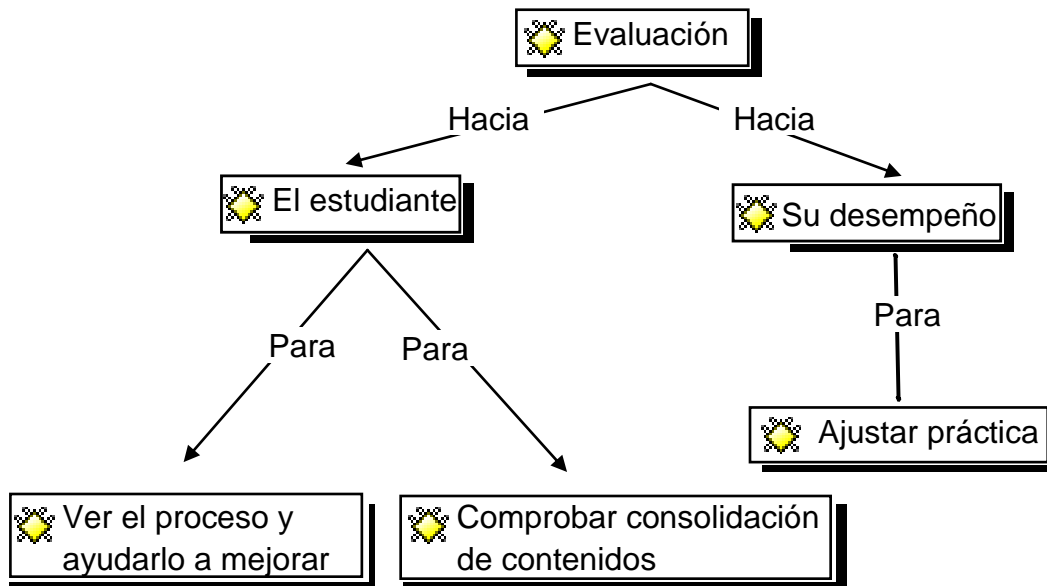 Evaluación
Hacia
Hacia
El estudiante
Su desempeño
Para
Para
Para
Ajustar práctica
Ver el proceso y
ayudarlo a mejorar
Comprobar consolidación
de contenidos